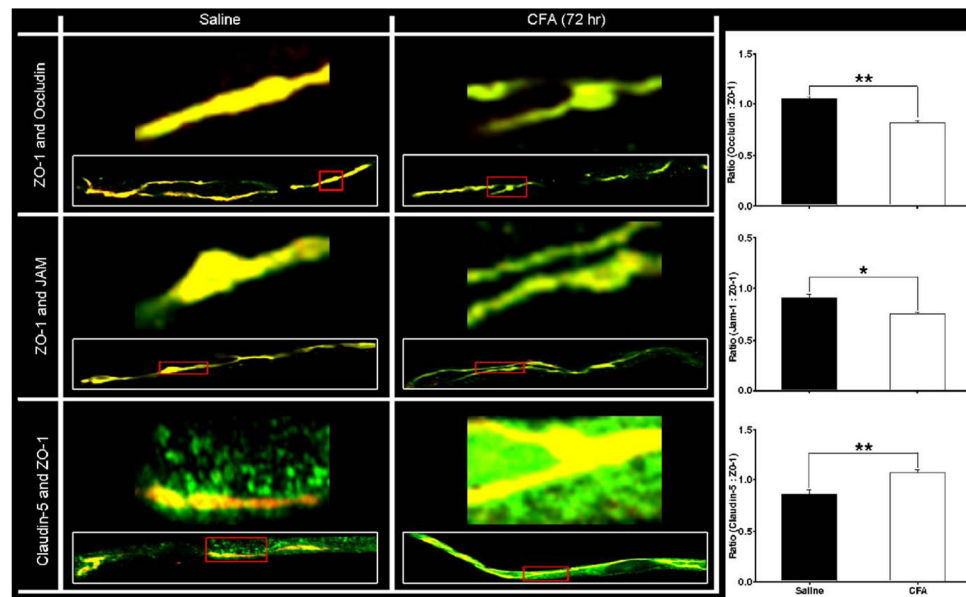 Saline
CFA (72 hr)
ZO-1 and Occludin
1.5
1.0
0.5
0.0
Ratio (Occludin : ZO-1)
**
ZO-1 and JAM
0.5
1.0
0.5
0.0
Ratio (Jam-1 : ZO-1)
*
Claudin-5 and ZO-1
1.5
1.0
0.5
0.0
Ratio (Claudin-5 : ZO-1)
**
Saline
CFA